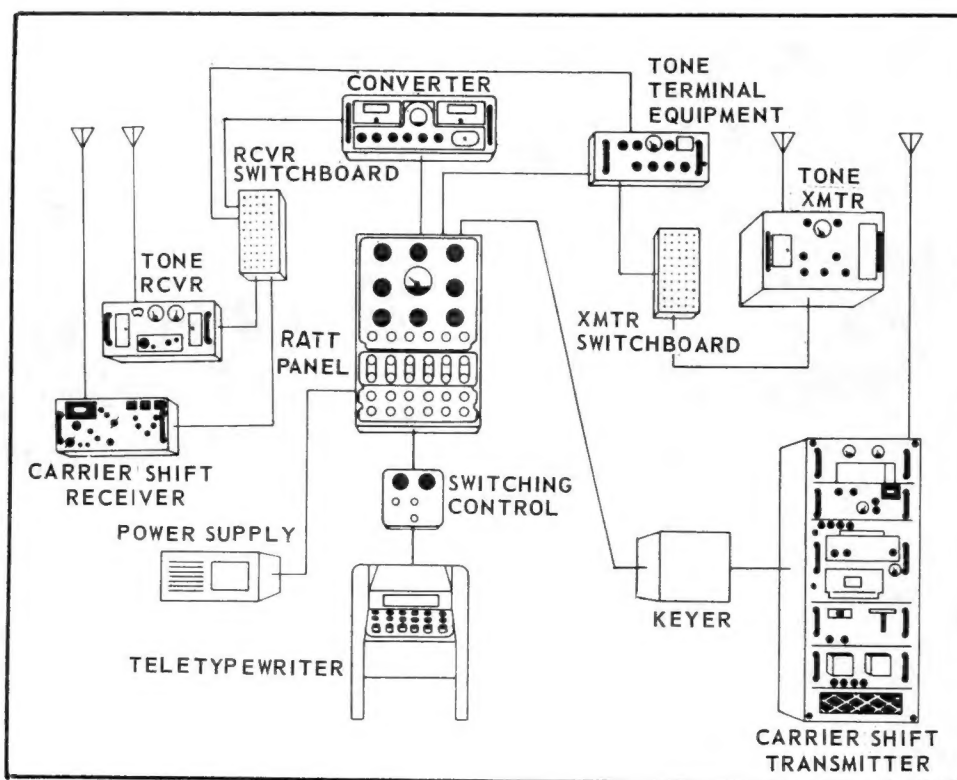 CONVERTER
TONE
TERMINAL
EQUIPMENT
RCVR
SWITCHBOARD
TONE
XMTR
TONE
RCVR
RATT
PANEL
XMTR
SWITCHBOARD
CARRIER SHIFT
RECEIVER
SWITCHING
CONTROL
POWER SUPPLY
KEYER
TELETYPEWRITER
CARRIER SHIFT
TRANSMITTER